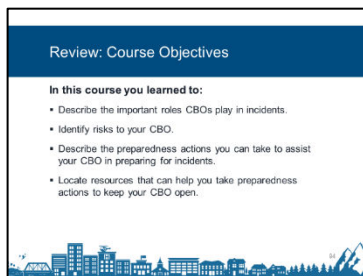 Review: Course Objectives
In this course you learned to:
▪ Describe the important roles CBOs play in incidents.
▪ Identify risks to your CBO.
▪ Describe the preparedness actions you can take to assist
your CBO in preparing for incidents.
▪ Locate resources that can help you take preparedness
actions to keep your CBO open.